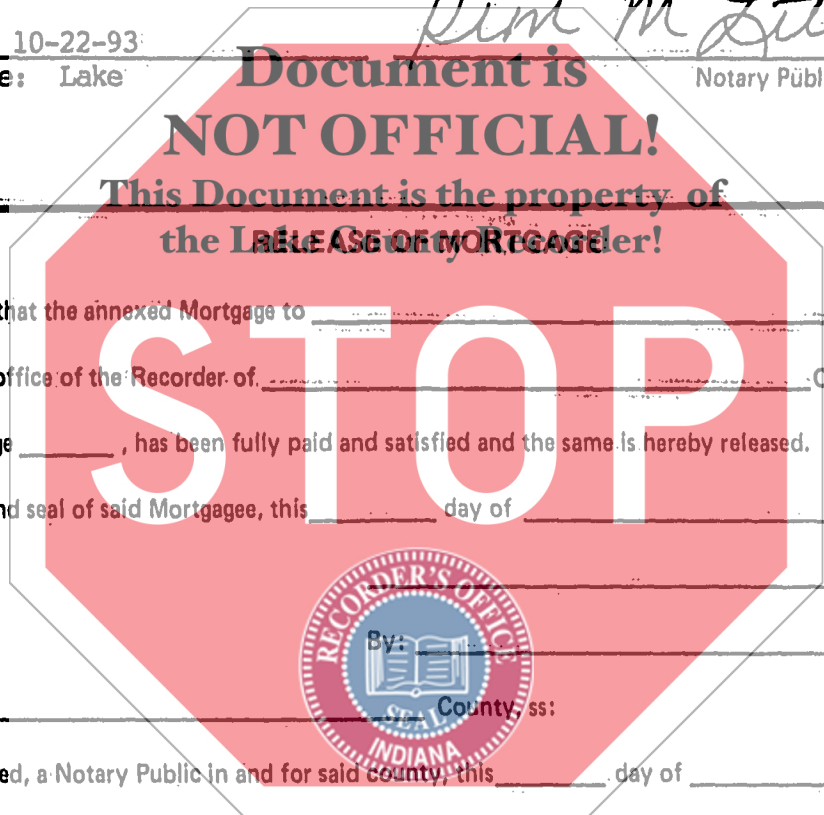 10-22-93
e: Lake Notary Publ
Document is
NOT OFFICIAL!
This Document is the property of
the Lake County Recorder!
RELEASE OF MORTGAGE
that the annexed Mortgage to
office of the Recorder of
ge , has been fully paid and satisfied and the same is hereby released.
nd seal of said Mortgagee, this day of
STOP
RECORDER'S OFFICE
SEAL
INDIANA
By:
County, ss:
ed, a Notary Public in and for said county, this day of